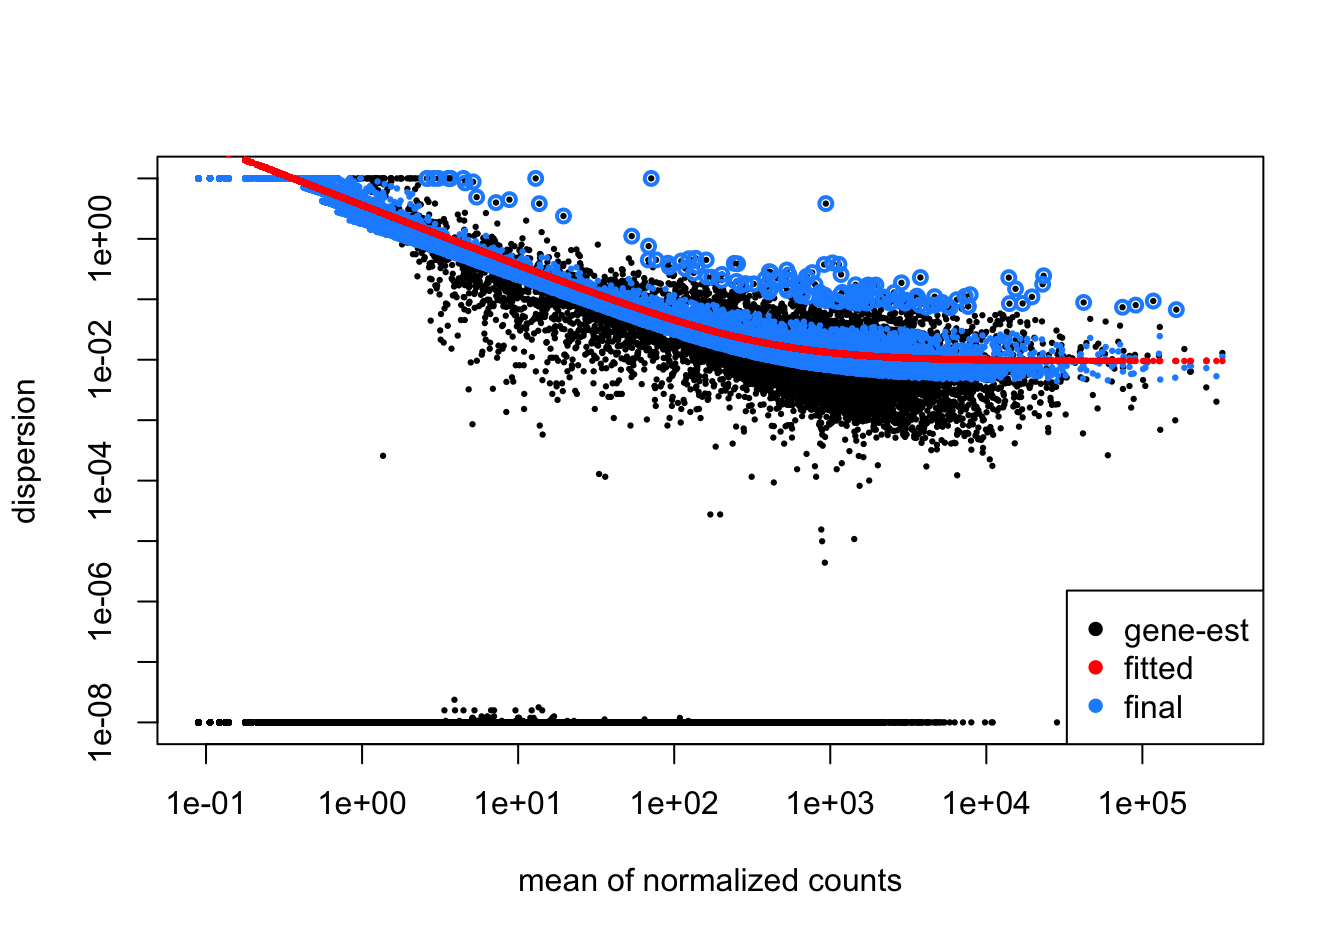 dispersion
1e+00
1e-02
1e-04
1e-06
1e-08
gene-est
fitted
final
1e-01 1e+00 1e+01 1e+02 1e+03 1e+04 1e+05
mean of normalized counts